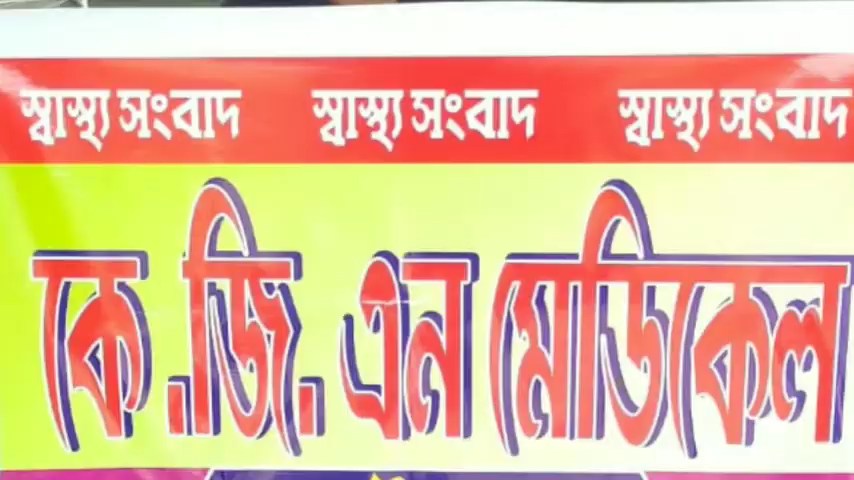 স্বাস্থ্য সংবাদ স্বাস্থ্য সংবাদ স্বাস্থ্য সংবাদ
কে.জি.এন মেডিকেল